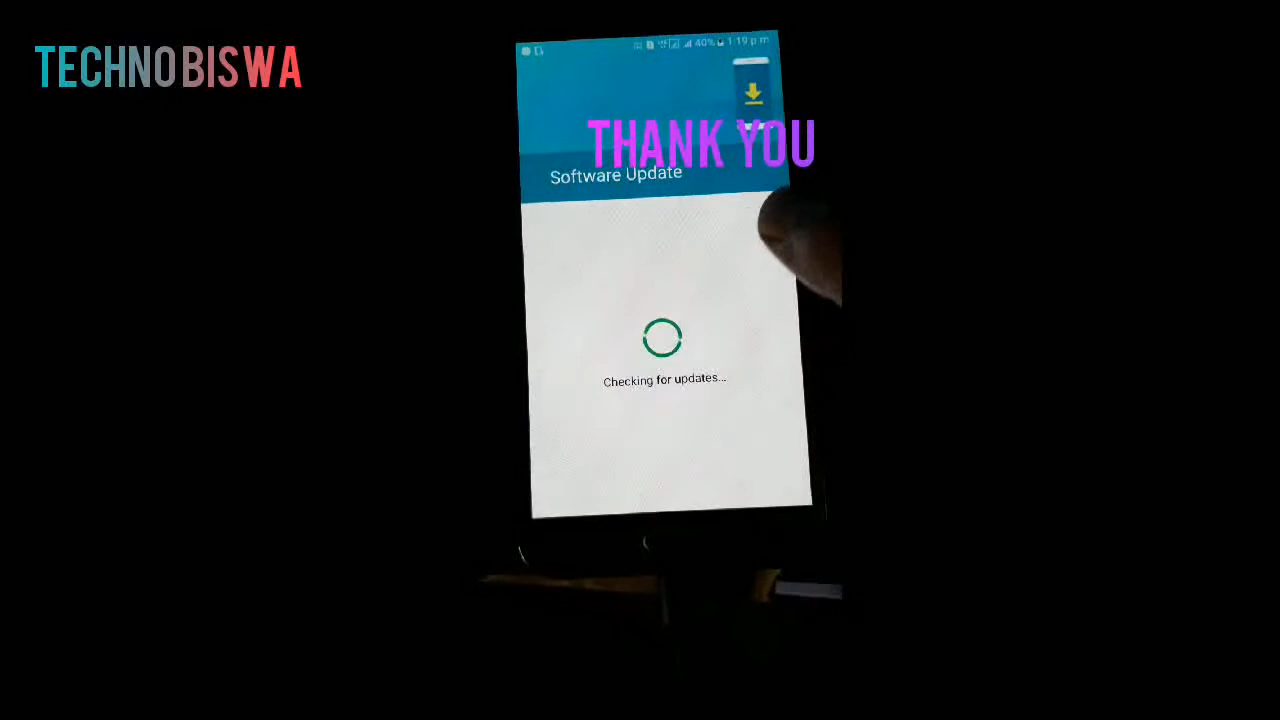 TECHNOBISWA
40% 1:19 pm
THANK YOU
Software Update
Checking for updates...